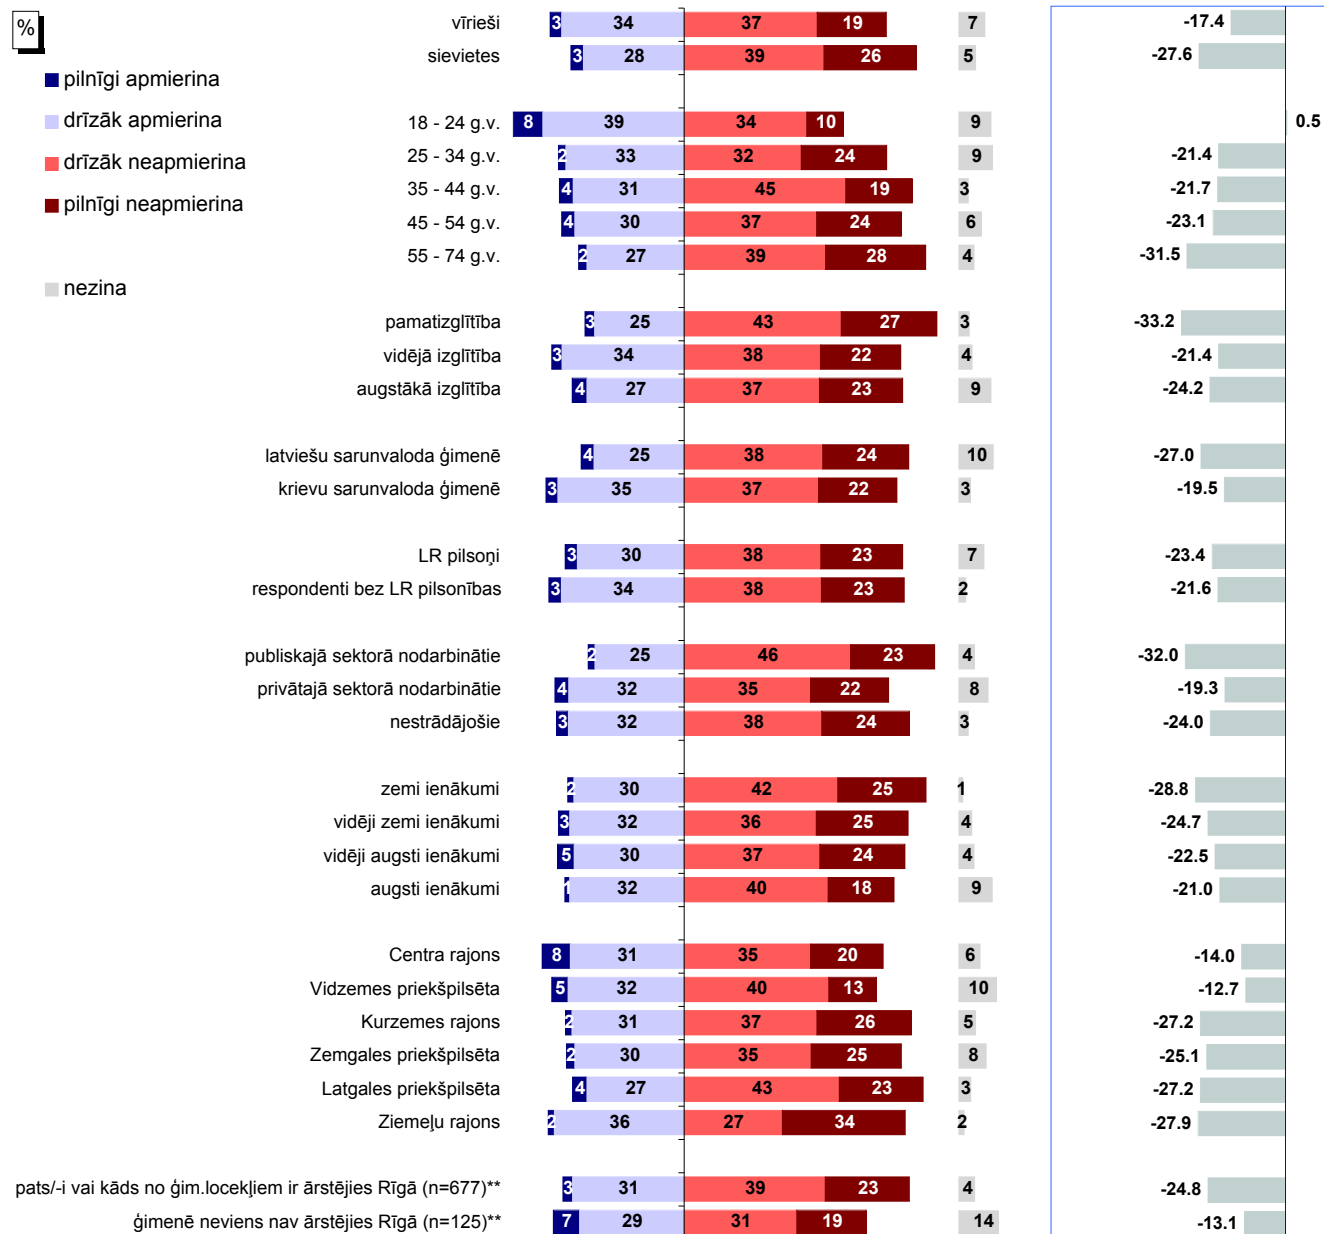 %
pilnīgi apmierina
drīzāk apmierina
drīzāk neapmierina
pilnīgi neapmierina
nezina
vīrieši 3 34 37 19 7 -17.4
sievietes 3 28 39 26 5 -27.6
18 - 24 g.v. 8 39 34 10 9 0.5
25 - 34 g.v. 2 33 32 24 9 -21.4
35 - 44 g.v. 4 31 45 19 3 -21.7
45 - 54 g.v. 4 30 37 24 6 -23.1
55 - 74 g.v. 2 27 39 28 4 -31.5
pamatizglītība 3 25 43 27 3 -33.2
vidējā izglītība 3 34 38 22 4 -21.4
augstākā izglītība 4 27 37 23 9 -24.2
latviešu sarunvaloda ģimenē 4 25 38 24 10 -27.0
krievu sarunvaloda ģimenē 3 35 37 22 3 -19.5
LR pilsoņi 3 30 38 23 7 -23.4
respondenti bez LR pilsonības 3 34 38 23 2 -21.6
publiskajā sektorā nodarbinātie 2 25 46 23 4 -32.0
privātajā sektorā nodarbinātie 4 32 35 22 8 -19.3
nestrādājošie 3 32 38 24 3 -24.0
zemi ienākumi 2 30 42 25 1 -28.8
vidēji zemi ienākumi 3 32 36 25 4 -24.7
vidēji augsti ienākumi 5 30 37 24 4 -22.5
augsti ienākumi 1 32 40 18 9 -21.0
Centra rajons 8 31 35 20 6 -14.0
Vidzemes priekšpilsēta 5 32 40 13 10 -12.7
Kurzemes rajons 2 31 37 26 5 -27.2
Zemgales priekšpilsēta 2 30 35 25 8 -25.1
Latgales priekšpilsēta 4 27 43 23 3 -27.2
Ziemeļu rajons 2 36 27 34 2 -27.9
pats/-i vai kāds no ģim.locekļiem ir ārstējies Rīgā (n=677)** 3 31 39 23 4 -24.8
ģimenē neviens nav ārstējies Rīgā (n=125)** 7 29 31 19 14 -13.1